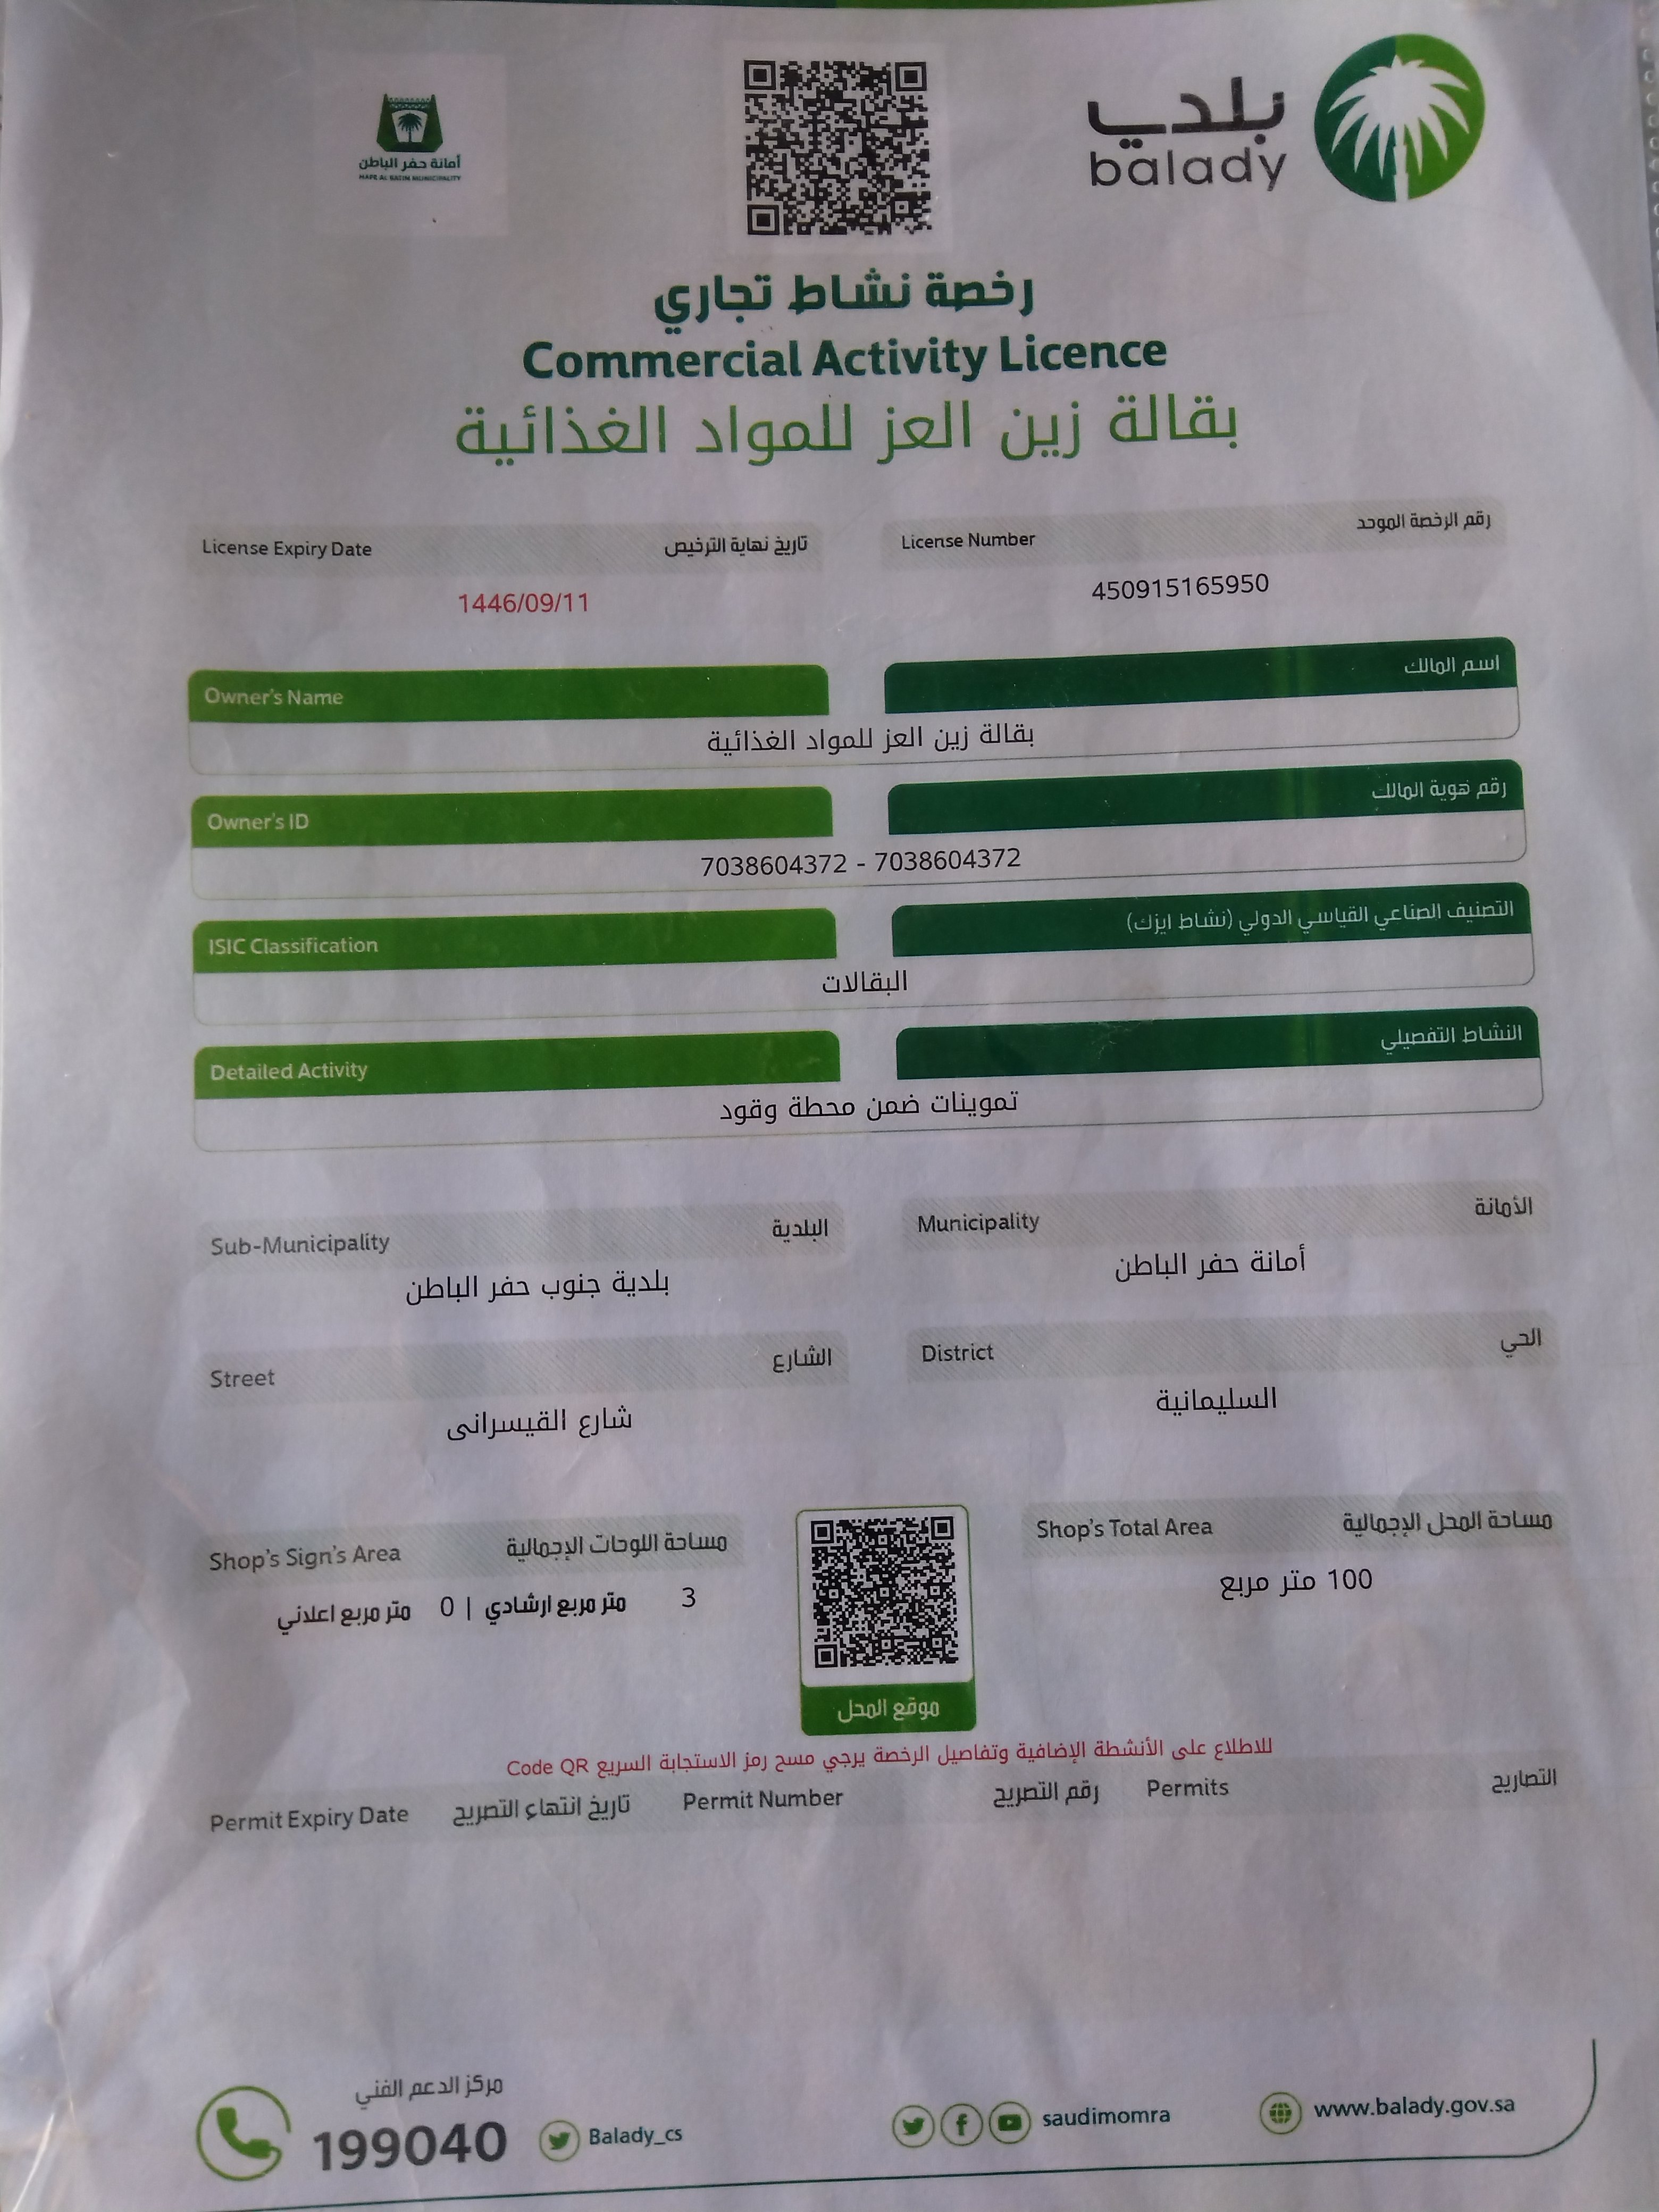 أمانة حفر الباطن
HAFR AL BATIN MUNICIPALITY
بلدي
balady
رخصة نشاط تجاري
Commercial Activity Licence
بقالة زين العز للمواد الغذائية
رقم الرخصة الموحد License Number
450915165950
تاريخ نهاية الترخيص License Expiry Date
1446/09/11
اسم المالك Owner's Name
بقالة زين العز للمواد الغذائية
رقم هوية المالك Owner's ID
7038604372 - 7038604372
التصنيف الصناعي القياسي الدولي (نشاط ايزك) ISIC Classification
البقالات
النشاط التفصيلي Detailed Activity
تموينات ضمن محطة وقود
الأمانة Municipality
أمانة حفر الباطن
البلدية Sub-Municipality
بلدية جنوب حفر الباطن
الحي District
السليمانية
الشارع Street
شارع القيسرانى
مساحة المحل الإجمالية Shop's Total Area
100 متر مربع
مساحة اللوحات الإجمالية Shop's Sign's Area
3 متر مربع ارشادي | 0 متر مربع اعلاني
موقع المحل
للاطلاع على الأنشطة الإضافية وتفاصيل الرخصة يرجي مسح رمز الاستجابة السريع Code QR
التصاريح Permits رقم التصريح Permit Number تاريخ انتهاء التصريح Permit Expiry Date
www.balady.gov.sa
saudimomra
Balady_cs
مركز الدعم الفني
199040